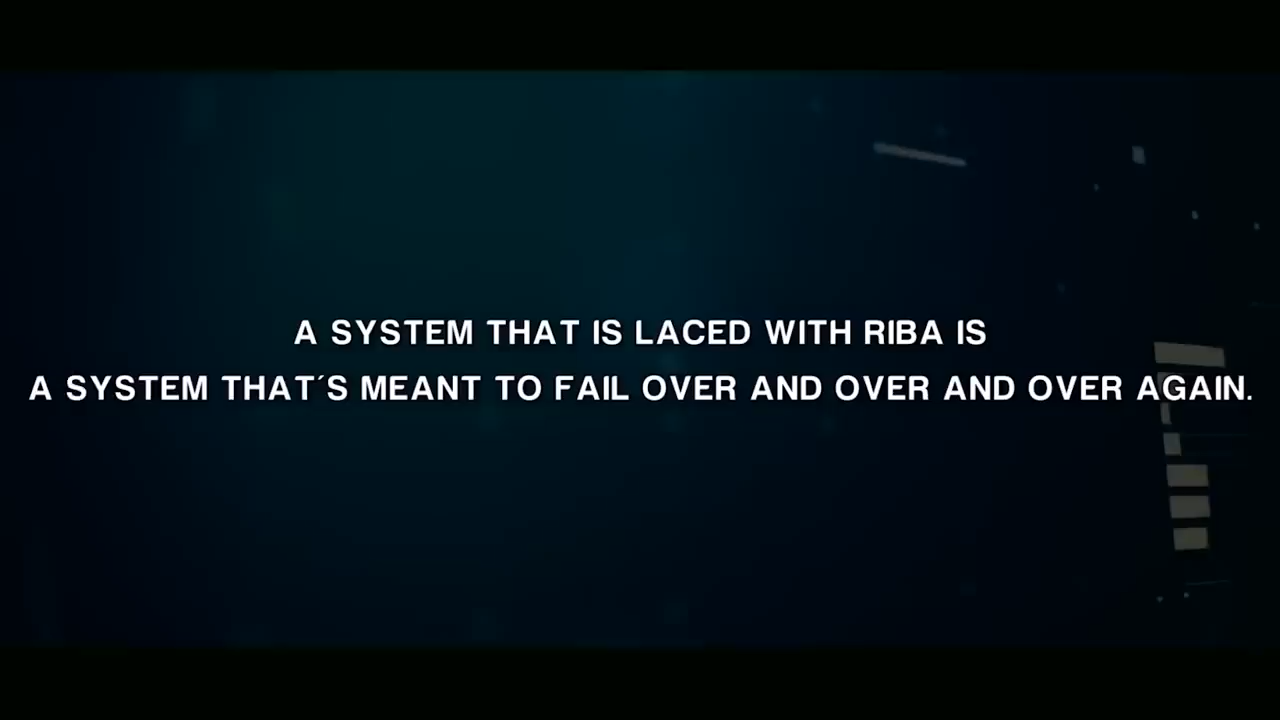 A SYSTEM THAT IS LACED WITH RIBA IS
A SYSTEM THAT´S MEANT TO FAIL OVER AND OVER AND OVER AGAIN.